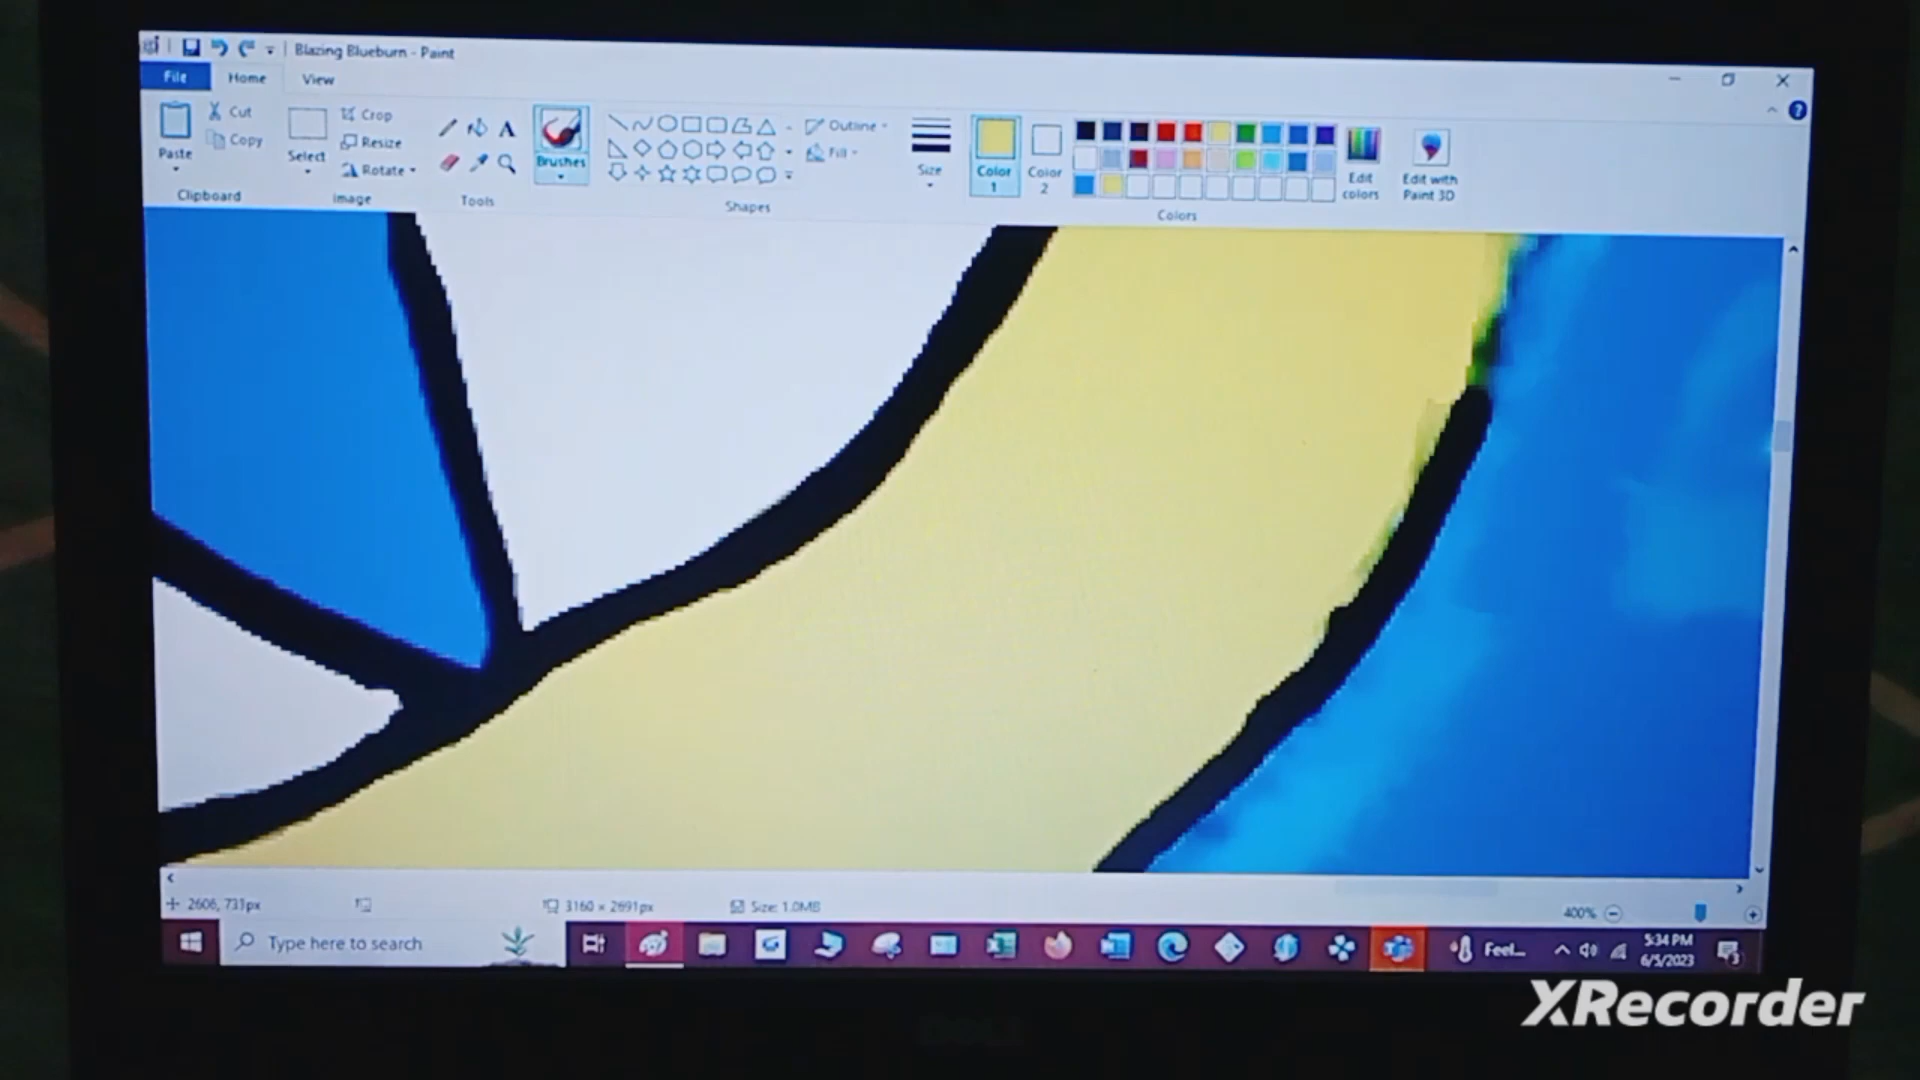 Blazing Blueburn - Paint
File Home View
Paste Cut Copy
Clipboard
Select Crop Resize Rotate
Image
A
Tools
Brushes
Shapes
Outline
Fill
Size
Color 1
Color 2
Colors
Edit colors
Edit with Paint 3D
2606, 731px
3160 × 2691px
Size: 1.0MB
400%
Type here to search
Feel...
5:34 PM
6/5/2023
XRecorder